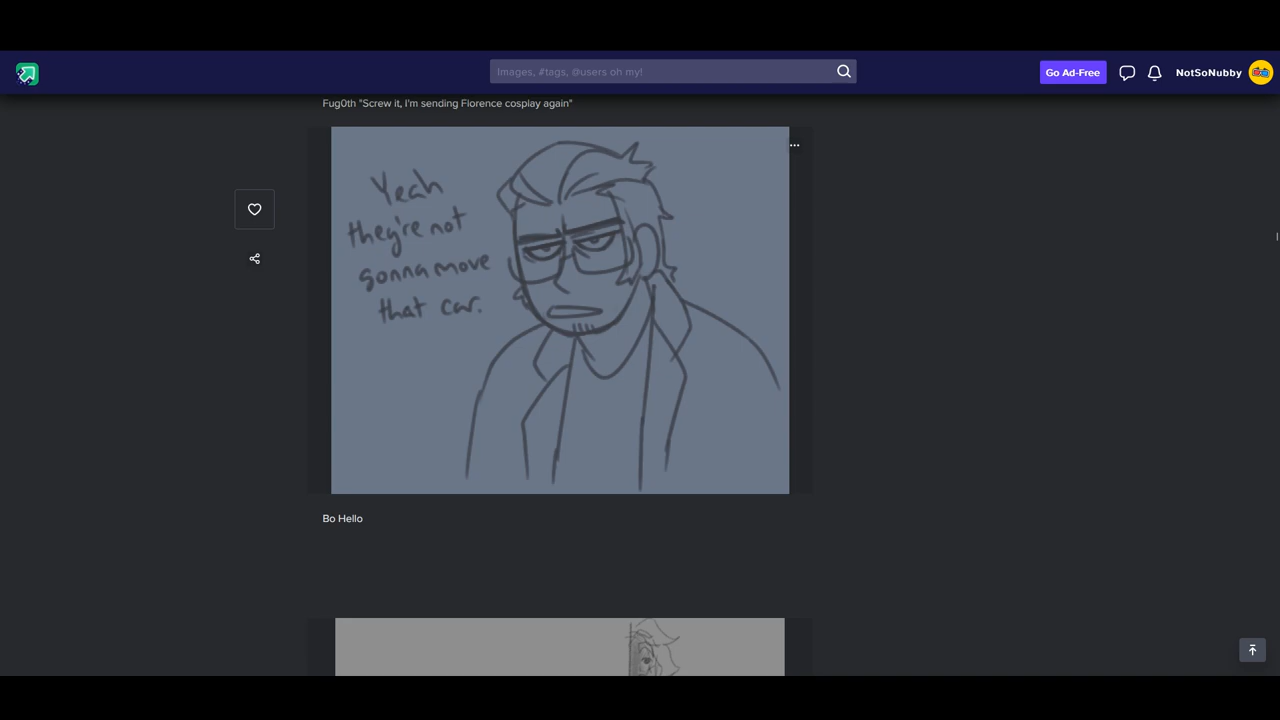 Images, #tags, @users oh my!
Go Ad-Free
NotSoNubby
Fug0th "Screw it, I'm sending Florence cosplay again"
Yeah
they're not
gonna move
that car.
Bo Hello